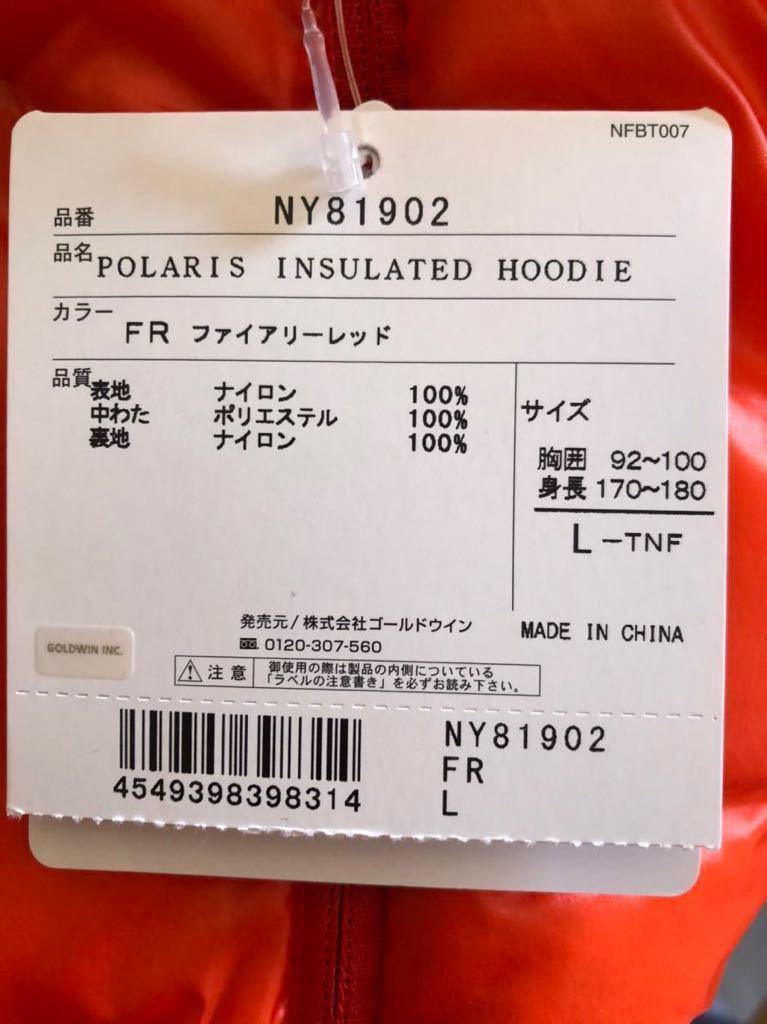 NFBT007
品番 NY81902
品名 POLARIS INSULATED HOODIE
カラー FR ファイアリーレッド
品質 表地 ナイロン 100%
中わた ポリエステル 100%
裏地 ナイロン 100%
サイズ
胸囲 92~100
身長 170~180
L-TNF
発売元/株式会社ゴールドウイン
0120-307-560
MADE IN CHINA
GOLDWIN INC.
注意 御使用の際は製品の内側についている
「ラベルの注意書き」を必ずお読み下さい。
4549398398314
NY81902
FR
L